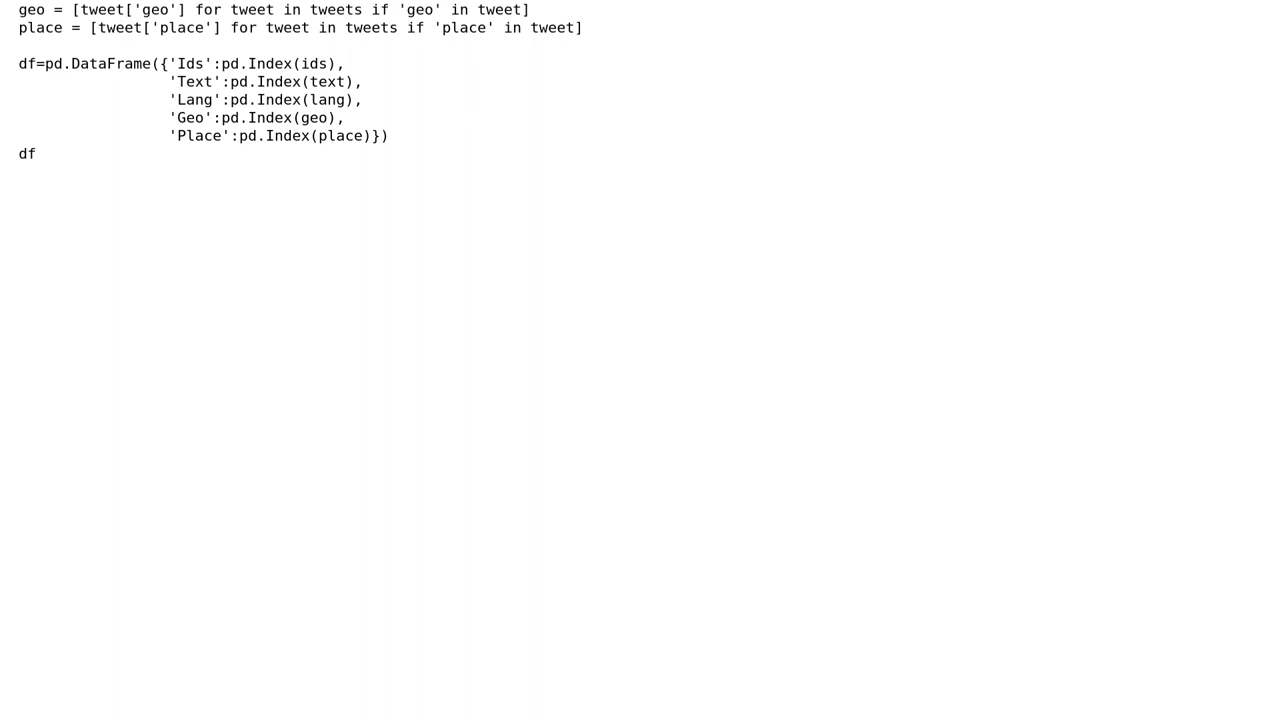 geo = [tweet['geo'] for tweet in tweets if 'geo' in tweet]
place = [tweet['place'] for tweet in tweets if 'place' in tweet]

df=pd.DataFrame({'Ids':pd.Index(ids),
                 'Text':pd.Index(text),
                 'Lang':pd.Index(lang),
                 'Geo':pd.Index(geo),
                 'Place':pd.Index(place)})
df